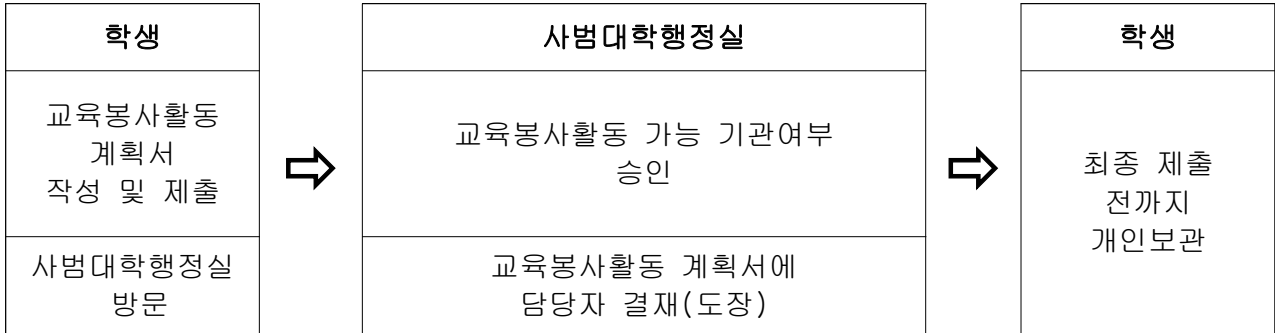 학생
교육봉사활동
계획서
작성 및 제출
사범대학행정실
방문
⇨
사범대학행정실
교육봉사활동 가능 기관여부
승인
교육봉사활동 계획서에
담당자 결재(도장)
⇨
학생
최종 제출
전까지
개인보관